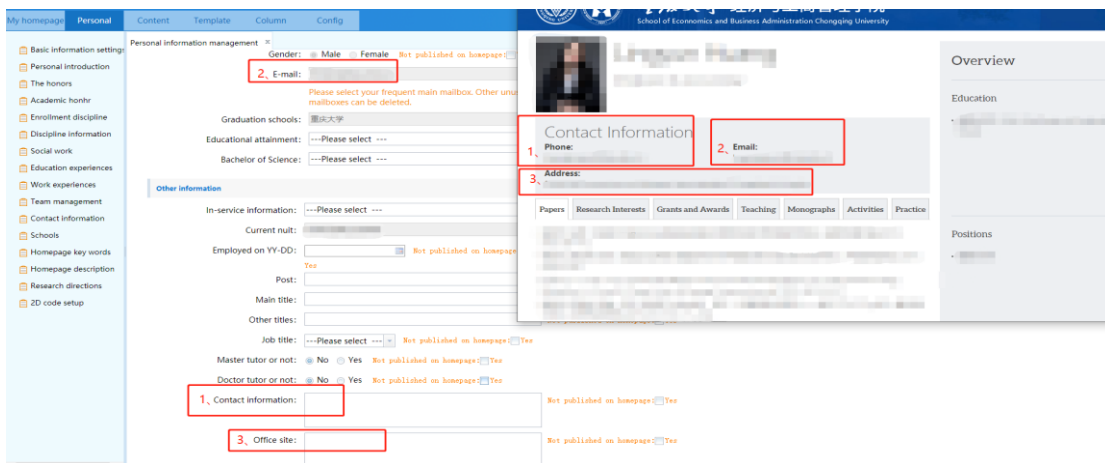 My homepage Personal Content Template Column Config
Basic information settings
Personal introduction
The honors
Academic honhr
Enrollment discipline
Discipline information
Social work
Education experiences
Work experiences
Team management
Contact information
Schools
Homepage key words
Homepage description
Research directions
2D code setup
Personal information management ×
Gender: Male Female Not published on homepage:
2、E-mail:
Please select your frequent main mailbox. Other unus
mailboxes can be deleted.
Graduation schools: 重庆大学
Educational attainment: ---Please select ---
Bachelor of Science: ---Please select ---
Other information
In-service information: ---Please select ---
Current nuit:
Employed on YY-DD: Not published on homepage
Yes
Post:
Main title:
Other titles:
Job title: ---Please select --- Not published on homepage: Yes
Master tutor or not: No Yes Not published on homepage: Yes
Doctor tutor or not: No Yes Not published on homepage: Yes
1、Contact information: Not published on homepage: Yes
3、Office site: Not published on homepage: Yes
School of Economics and Business Administration Chongqing University
Overview
Education
Positions
Contact Information
1、Phone:
2、Email:
3、Address:
Papers Research Interests Grants and Awards Teaching Monographs Activities Practice